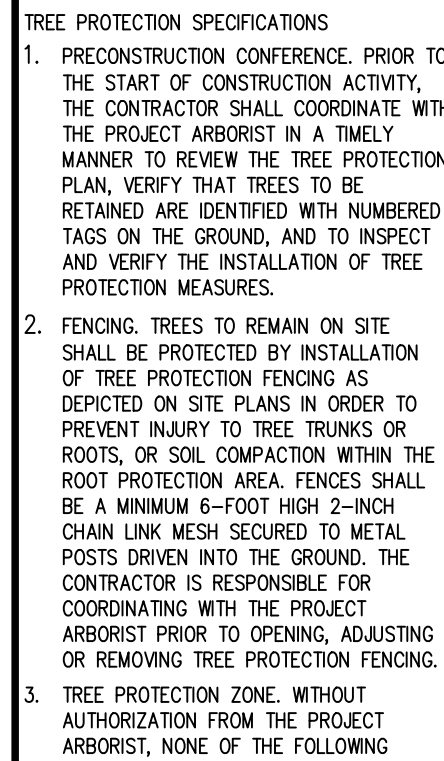 TREE PROTECTION SPECIFICATIONS
1. PRECONSTRUCTION CONFERENCE. PRIOR TO
THE START OF CONSTRUCTION ACTIVITY,
THE CONTRACTOR SHALL COORDINATE WITH
THE PROJECT ARBORIST IN A TIMELY
MANNER TO REVIEW THE TREE PROTECTION
PLAN, VERIFY THAT TREES TO BE
RETAINED ARE IDENTIFIED WITH NUMBERED
TAGS ON THE GROUND, AND TO INSPECT
AND VERIFY THE INSTALLATION OF TREE
PROTECTION MEASURES.
2. FENCING. TREES TO REMAIN ON SITE
SHALL BE PROTECTED BY INSTALLATION
OF TREE PROTECTION FENCING AS
DEPICTED ON SITE PLANS IN ORDER TO
PREVENT INJURY TO TREE TRUNKS OR
ROOTS, OR SOIL COMPACTION WITHIN THE
ROOT PROTECTION AREA. FENCES SHALL
BE A MINIMUM 6-FOOT HIGH 2-INCH
CHAIN LINK MESH SECURED TO METAL
POSTS DRIVEN INTO THE GROUND. THE
CONTRACTOR IS RESPONSIBLE FOR
COORDINATING WITH THE PROJECT
ARBORIST PRIOR TO OPENING, ADJUSTING
OR REMOVING TREE PROTECTION FENCING.
3. TREE PROTECTION ZONE. WITHOUT
AUTHORIZATION FROM THE PROJECT
ARBORIST, NONE OF THE FOLLOWING